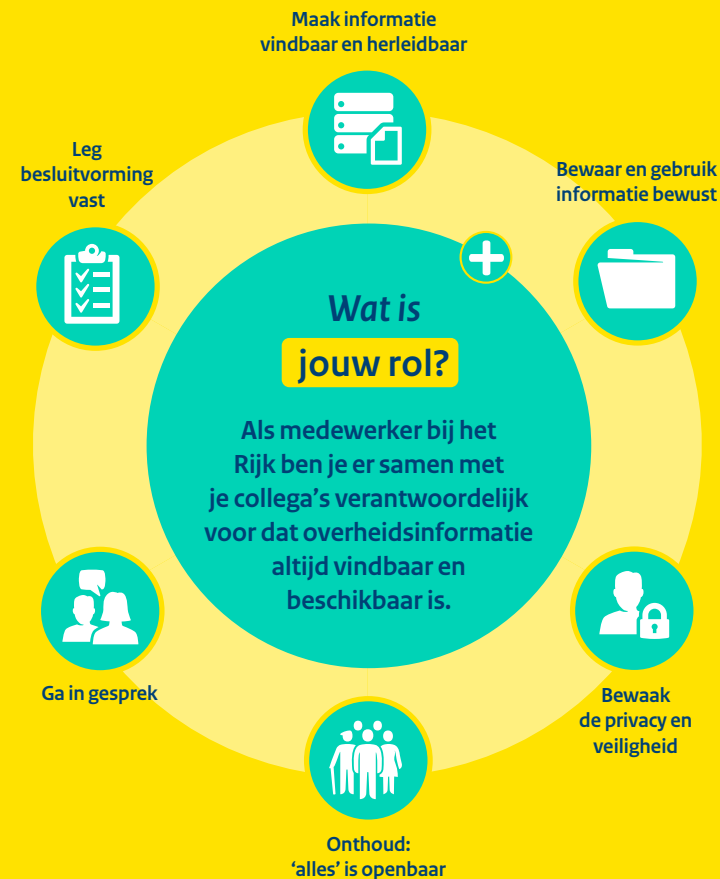 Maak informatie
vindbaar en herleidbaar
Leg
besluitvorming
vast
Bewaar en gebruik
informatie bewust
Wat is
jouw rol?
Als medewerker bij het
Rijk ben je er samen met
je collega's verantwoordelijk
voor dat overheidsinformatie
altijd vindbaar en
beschikbaar is.
Ga in gesprek
Bewaak
de privacy en
veiligheid
Onthoud:
‘alles’ is openbaar